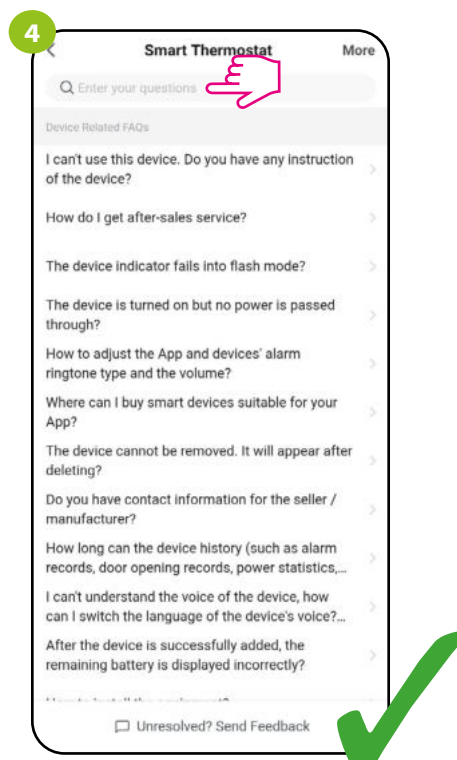 4
Smart Thermostat More
Enter your questions
Device Related FAQs
I can't use this device. Do you have any instruction
of the device?
How do I get after-sales service?
The device indicator fails into flash mode?
The device is turned on but no power is passed
through?
How to adjust the App and devices' alarm
ringtone type and the volume?
Where can I buy smart devices suitable for your
App?
The device cannot be removed. It will appear after
deleting?
Do you have contact information for the seller /
manufacturer?
How long can the device history (such as alarm
records, door opening records, power statistics,...
I can't understand the voice of the device, how
can I switch the language of the device's voice?...
After the device is successfully added, the
remaining battery is displayed incorrectly?
Unresolved? Send Feedback